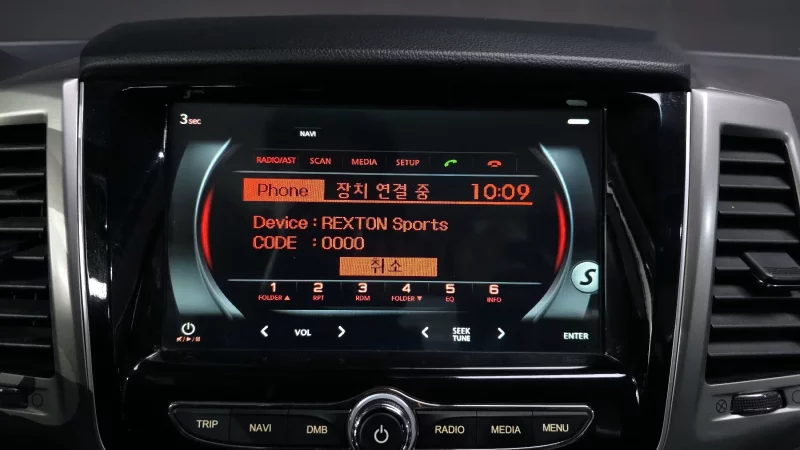 3sec
NAVI
RADIO/AST SCAN MEDIA SETUP
Phone 장치 연결 중 10:09
Device : REXTON Sports
CODE : 0000
취소
1 2 3 4 5 6
FOLDER ▲ RPT RDM FOLDER ▼ EQ INFO
S
< VOL > < SEEK TUNE > ENTER
TRIP NAVI DMB RADIO MEDIA MENU